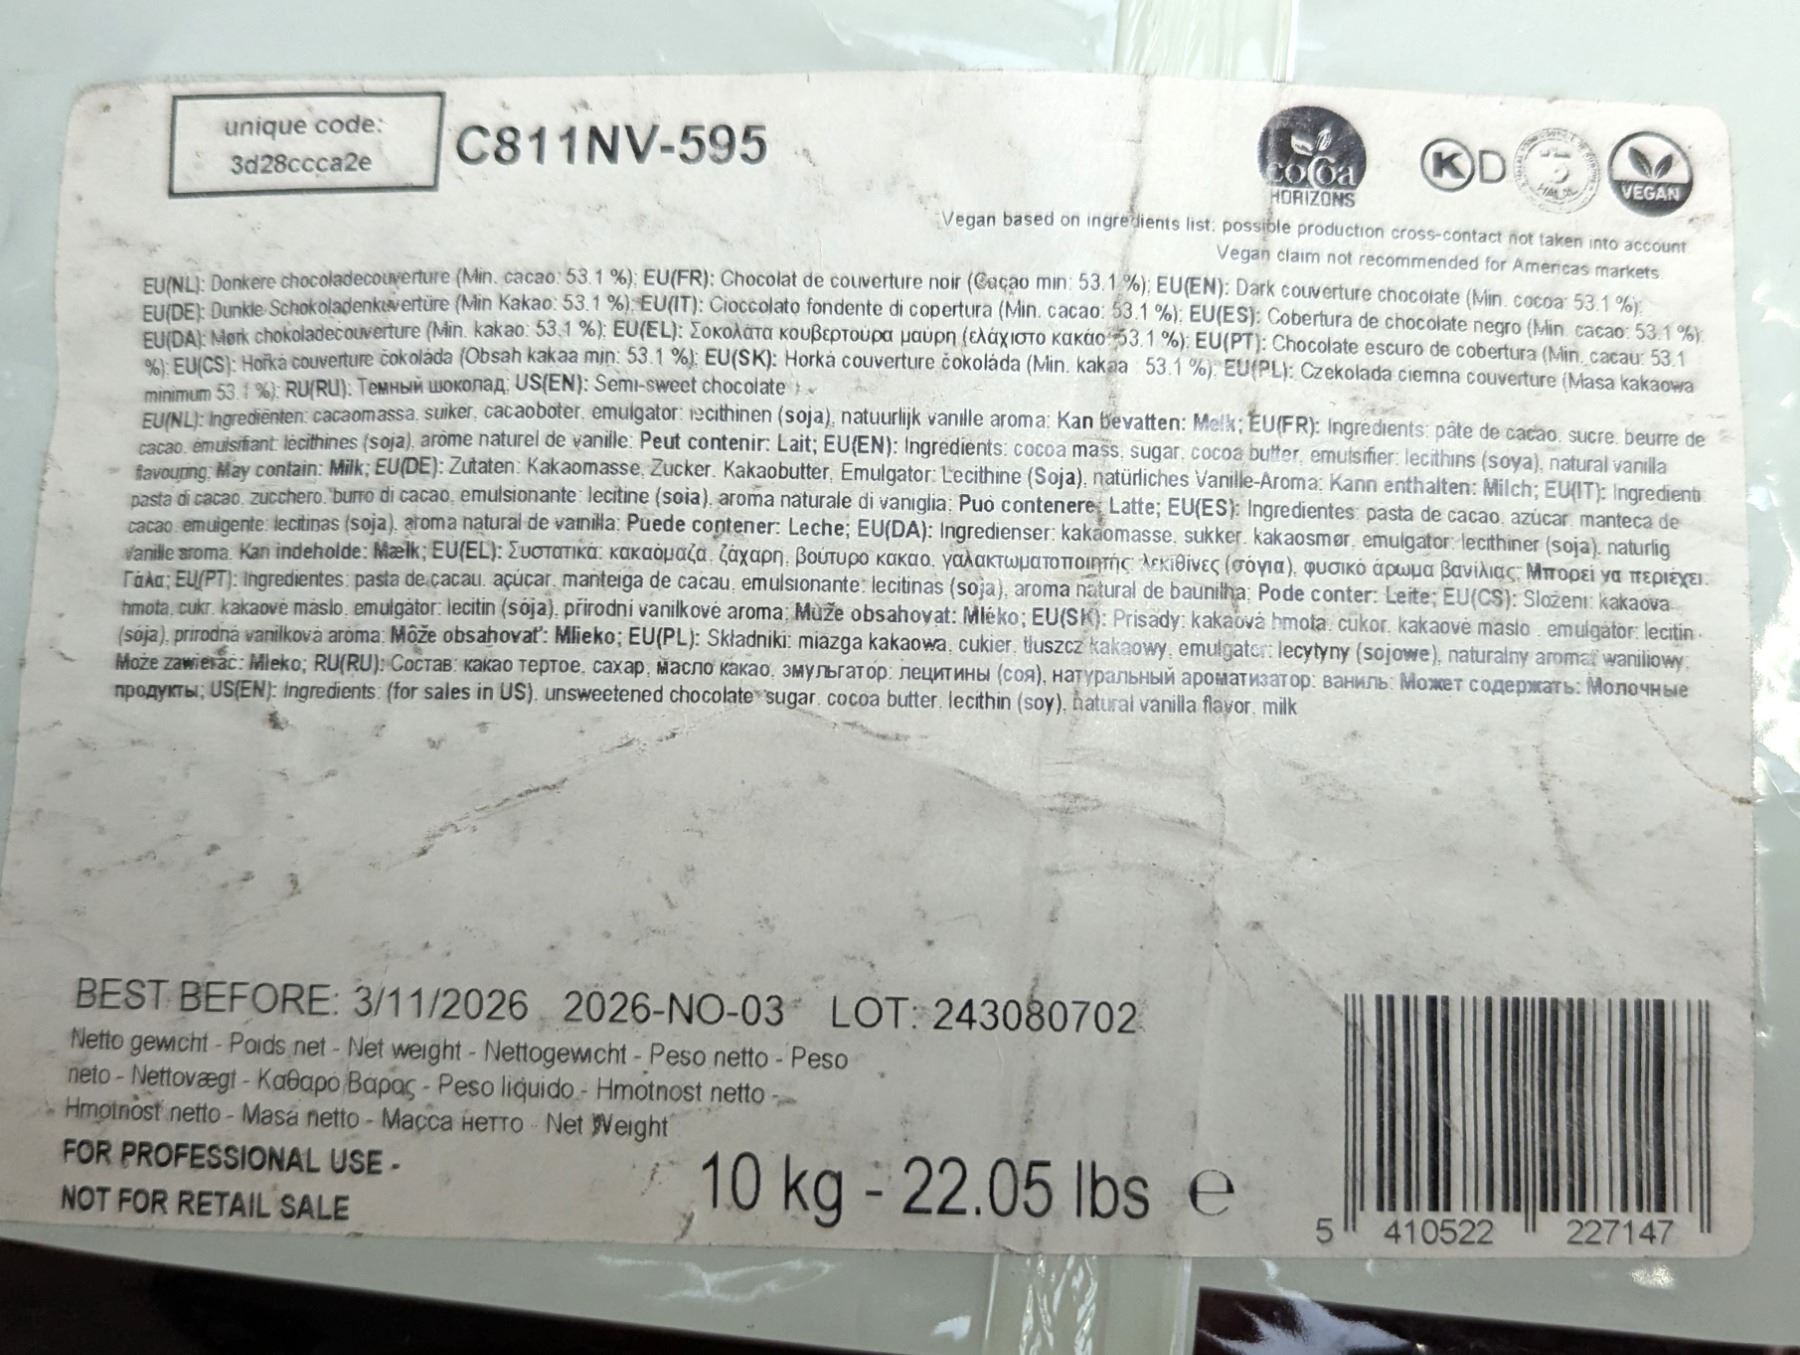 unique code:
3d28ccca2e
C811NV-595
cocoa
HORIZONS
K D
HALAL
VEGAN
Vegan based on ingredients list; possible production cross-contact not taken into account
Vegan claim not recommended for Americas markets.
EU(NL): Donkere chocoladecouverture (Min. cacao: 53.1 %); EU(FR): Chocolat de couverture noir (Cacao min: 53.1 %); EU(EN): Dark couverture chocolate (Min. cocoa: 53.1 %);
EU(DE): Dunkle Schokoladenkuvertüre (Min Kakao: 53.1 %); EU(IT): Cioccolato fondente di copertura (Min. cacao: 53.1 %); EU(ES): Cobertura de chocolate negro (Min. cacao: 53.1 %);
EU(DA): Mørk chokoladecouverture (Min. kakao: 53.1 %); EU(EL): Σοκολάτα κουβερτούρα μαύρη (ελάχιστο κακάο: 53.1 %); EU(PT): Chocolate escuro de cobertura (Min. cacau: 53.1
%); EU(CS): Hořká couverture čokoláda (Obsah kakaa min: 53.1 %); EU(SK): Horká couverture čokoláda (Min. kakaa : 53.1 %); EU(PL): Czekolada ciemna couverture (Masa kakaowa
minimum 53.1 %); RU(RU): Темный шоколад; US(EN): Semi-sweet chocolate
EU(NL): Ingrediënten: cacaomassa, suiker, cacaoboter, emulgator: lecithinen (soja), natuurlijk vanille aroma; Kan bevatten: Melk; EU(FR): Ingrédients: pâte de cacao, sucre, beurre de
cacao, émulsifiant: lécithines (soja), arôme naturel de vanille; Peut contenir: Lait; EU(EN): Ingredients: cocoa mass, sugar, cocoa butter, emulsifier: lecithins (soya), natural vanilla
flavouring; May contain: Milk; EU(DE): Zutaten: Kakaomasse, Zucker, Kakaobutter, Emulgator: Lecithine (Soja), natürliches Vanille-Aroma; Kann enthalten: Milch; EU(IT): Ingredienti:
pasta di cacao, zucchero, burro di cacao, emulsionante: lecitine (soia), aroma naturale di vaniglia; Può contenere: Latte; EU(ES): Ingredientes: pasta de cacao, azúcar, manteca de
cacao, emulgente: lecitinas (soja), aroma natural de vainilla; Puede contener: Leche; EU(DA): Ingredienser: kakaomasse, sukker, kakaosmør, emulgator: lecithiner (soja), naturlig
vanille aroma; Kan indeholde: Mælk; EU(EL): Συστατικά: κακαόμαζα, ζάχαρη, βούτυρο κακάο, γαλακτωματοποιητής: λεκιθίνες (σόγια), φυσικό άρωμα βανίλιας; Μπορεί να περιέχει:
Γάλα; EU(PT): Ingredientes: pasta de cacau, açúcar, manteiga de cacau, emulsionante: lecitinas (soja), aroma natural de baunilha; Pode conter: Leite; EU(CS): Složení: kakaová
hmota, cukr, kakaové máslo, emulgátor: lecitin (sója), přírodní vanilkové aroma; Může obsahovat: Mléko; EU(SK): Prísady: kakaová hmota, cukor, kakaové maslo , emulgátor: lecitín
(sója), prírodná vanilková aróma; Môže obsahovať: Mlieko; EU(PL): Składniki: miazga kakaowa, cukier, tłuszcz kakaowy, emulgator: lecytyny (sojowe), naturalny aromat waniliowy;
Może zawierać: Mleko; RU(RU): Состав: какао тертое, сахар, масло какао, эмульгатор: лецитины (соя), натуральный ароматизатор: ваниль; Может содержать: Молочные
продукты; US(EN): Ingredients: (for sales in US), unsweetened chocolate sugar, cocoa butter, lecithin (soy), natural vanilla flavor, milk
BEST BEFORE: 3/11/2026 2026-NO-03 LOT: 243080702
Netto gewicht - Poids net - Net weight - Nettogewicht - Peso netto - Peso
neto - Nettovægt - Καθαρό Βάρος - Peso líquido - Hmotnost netto -
Hmotnosť netto - Masa netto - Масса нетто - Net Weight
FOR PROFESSIONAL USE -
NOT FOR RETAIL SALE
10 kg - 22.05 lbs e
5 410522 227147